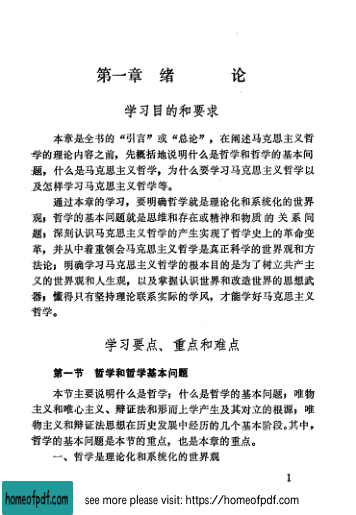 第一章 绪 论
学习目的和要求
本章是全书的“引言”或“总论”，在阐述马克思主义哲
学的理论内容之前，先概括地说明什么是哲学和哲学的基本问
题，什么是马克思主义哲学，为什么要学习马克思主义哲学以
及怎样学习马克思主义哲学等。
通过本章的学习，要明确哲学就是理论化和系统化的世界
观；哲学的基本问题就是思维和存在或精神和物质的关系问
题；深刻认识马克思主义哲学的产生实现了哲学史上的革命变
革，并从中着重领会马克思主义哲学是真正科学的世界观和方
法论；明确学习马克思主义哲学的根本目的是为了树立共产主
义的世界观和人生观，以及掌握认识世界和改造世界的思想武
器；懂得只有坚持理论联系实际的学风，才能学好马克思主义
哲学。
学习要点、重点和难点
第一节 哲学和哲学基本问题
本节主要说明什么是哲学；什么是哲学的基本问题；唯物
主义和唯心主义、辩证法和形而上学产生及其对立的根源；唯
物主义和辩证法思想在历史发展中经历的几个基本阶段。其中，
哲学的基本问题是本节的重点，也是本章的重点。
一、哲学是理论化和系统化的世界观
1
homeofpdf.com
see more please visit: https://homeofpdf.com